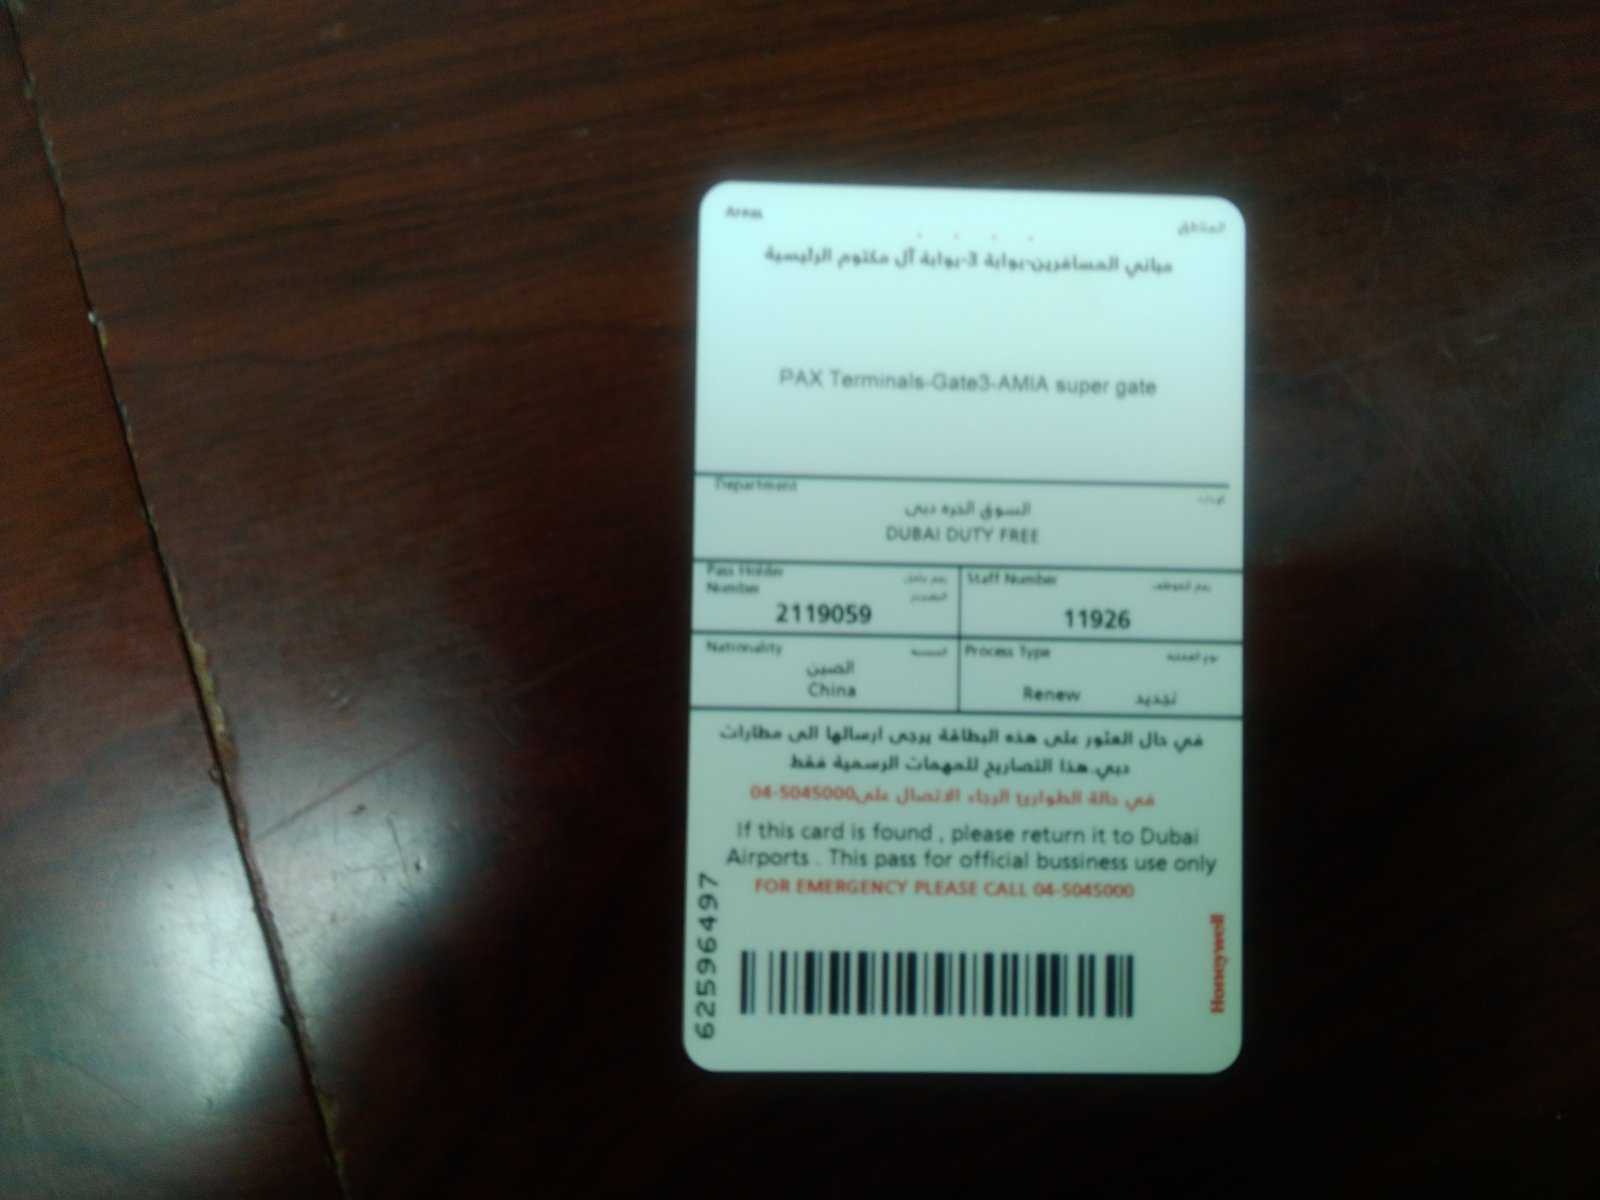 Areas المناطق
مباني المسافرين-بوابة 3-بوابة آل مكتوم الرئيسية
PAX Terminals-Gate3-AMIA super gate
Department
السوق الحره دبي
DUBAI DUTY FREE
Pass Holder Number
2119059
Staff Number رقم الموظف
11926
Nationality الجنسية
الصين
China
Process Type نوع العملية
Renew تجديد
في حال العثور على هذه البطاقة يرجى ارسالها الى مطارات
دبي.هذا التصاريح للمهمات الرسمية فقط
في حالة الطوارئ الرجاء الاتصال على04-5045000
If this card is found , please return it to Dubai
Airports . This pass for official bussiness use only
FOR EMERGENCY PLEASE CALL 04-5045000
62596497
Honeywell